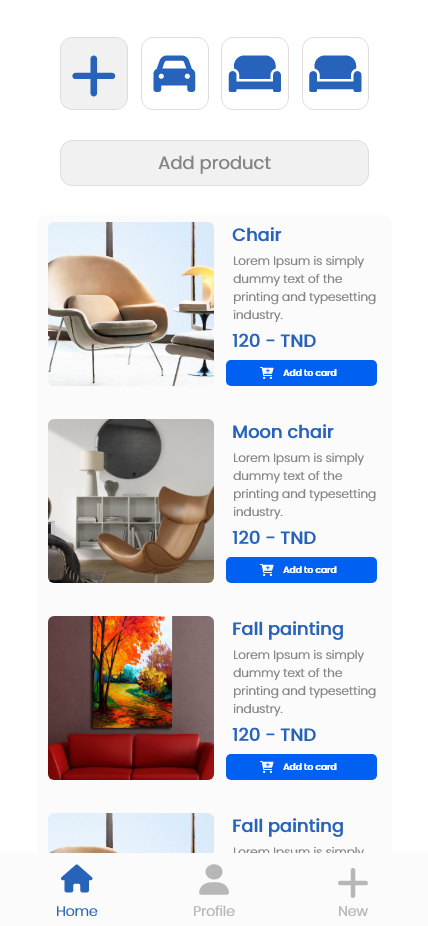 Add product
Chair
Lorem Ipsum is simply
dummy text of the
printing and typesetting
industry.
120 - TND
Add to card
Moon chair
Lorem Ipsum is simply
dummy text of the
printing and typesetting
industry.
120 - TND
Add to card
Fall painting
Lorem Ipsum is simply
dummy text of the
printing and typesetting
industry.
120 - TND
Add to card
Fall painting
Lorem Ipsum is simply
Home
Profile
New